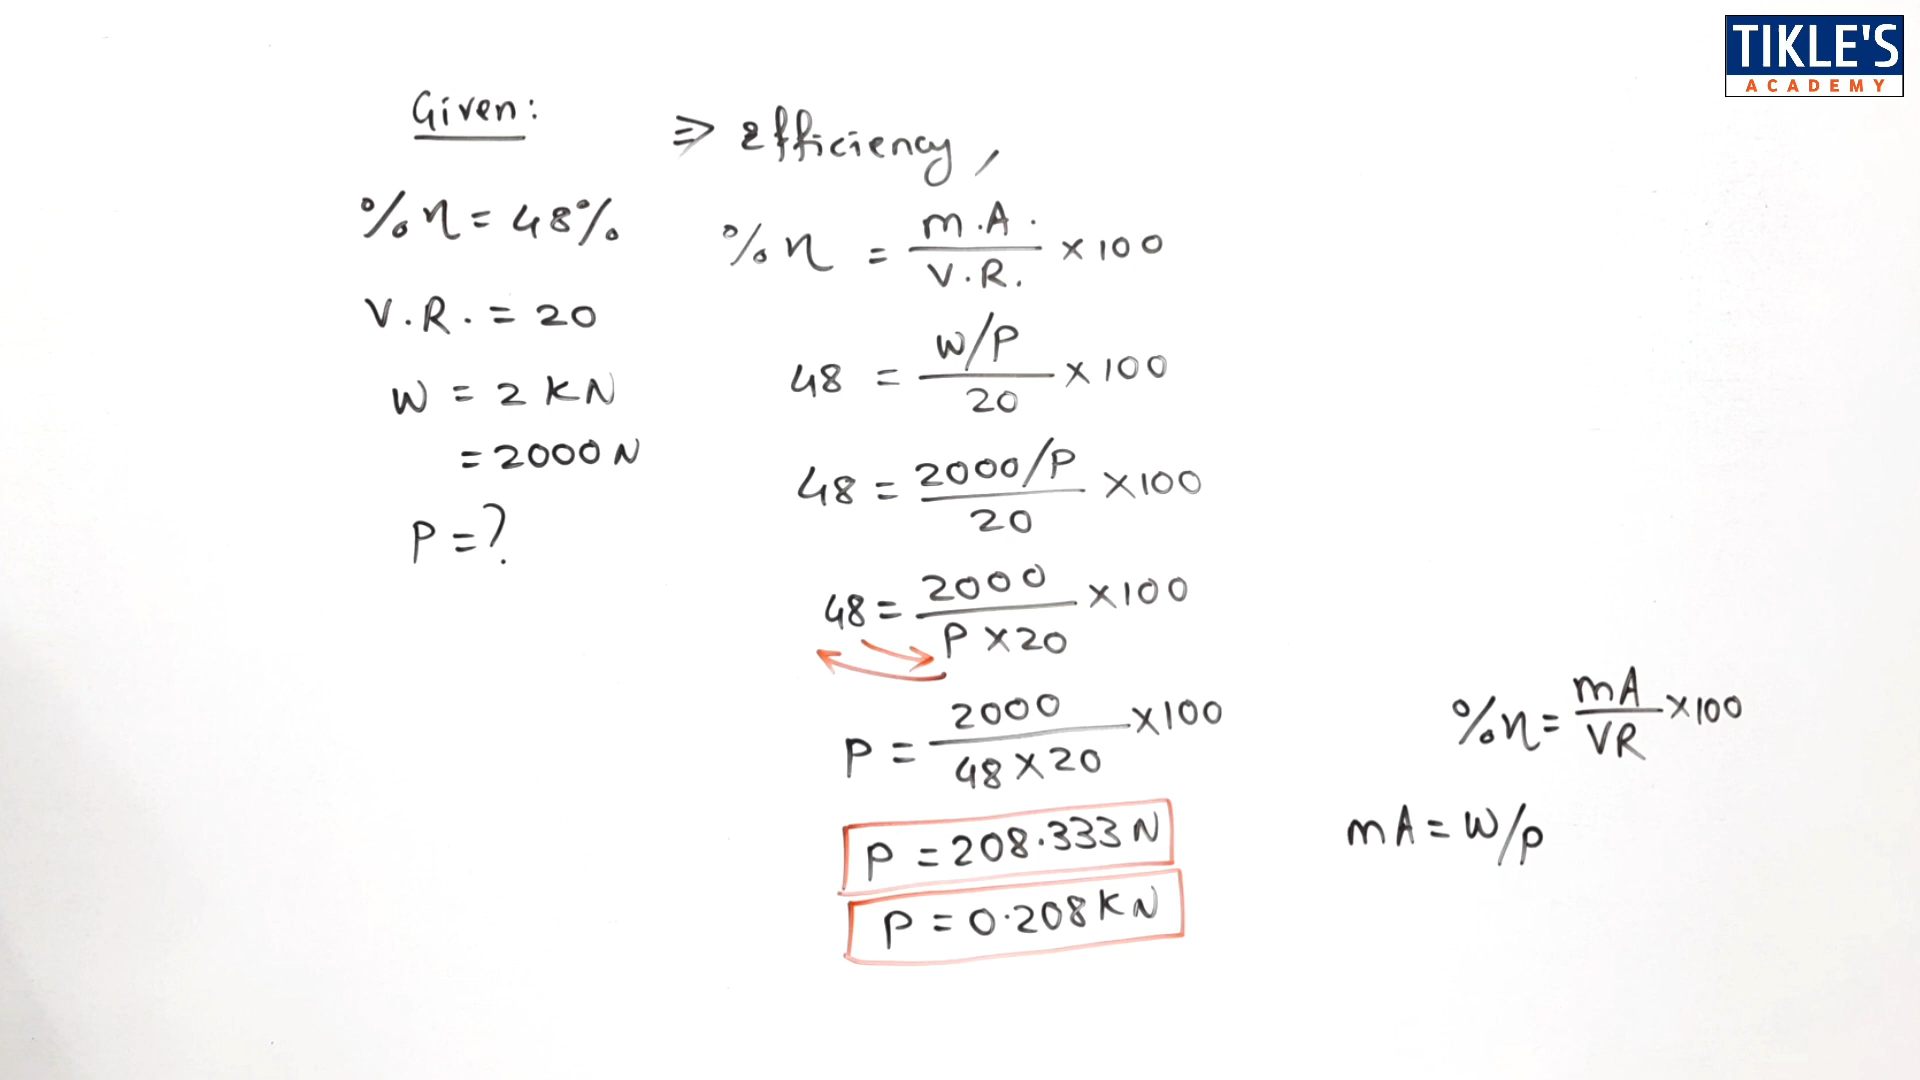 TIKLE'S
ACADEMY
Given:
%η = 48%
V.R. = 20
W = 2 KN
= 2000 N
P = ?
⇒ Efficiency,
%η = M.A. / V.R. × 100
48 = W/P / 20 × 100
48 = 2000/P / 20 × 100
48 = 2000 / P × 20 × 100
P = 2000 / 48 × 20 × 100
P = 208.333 N
P = 0.208 KN
%η = MA / VR × 100
MA = W/P